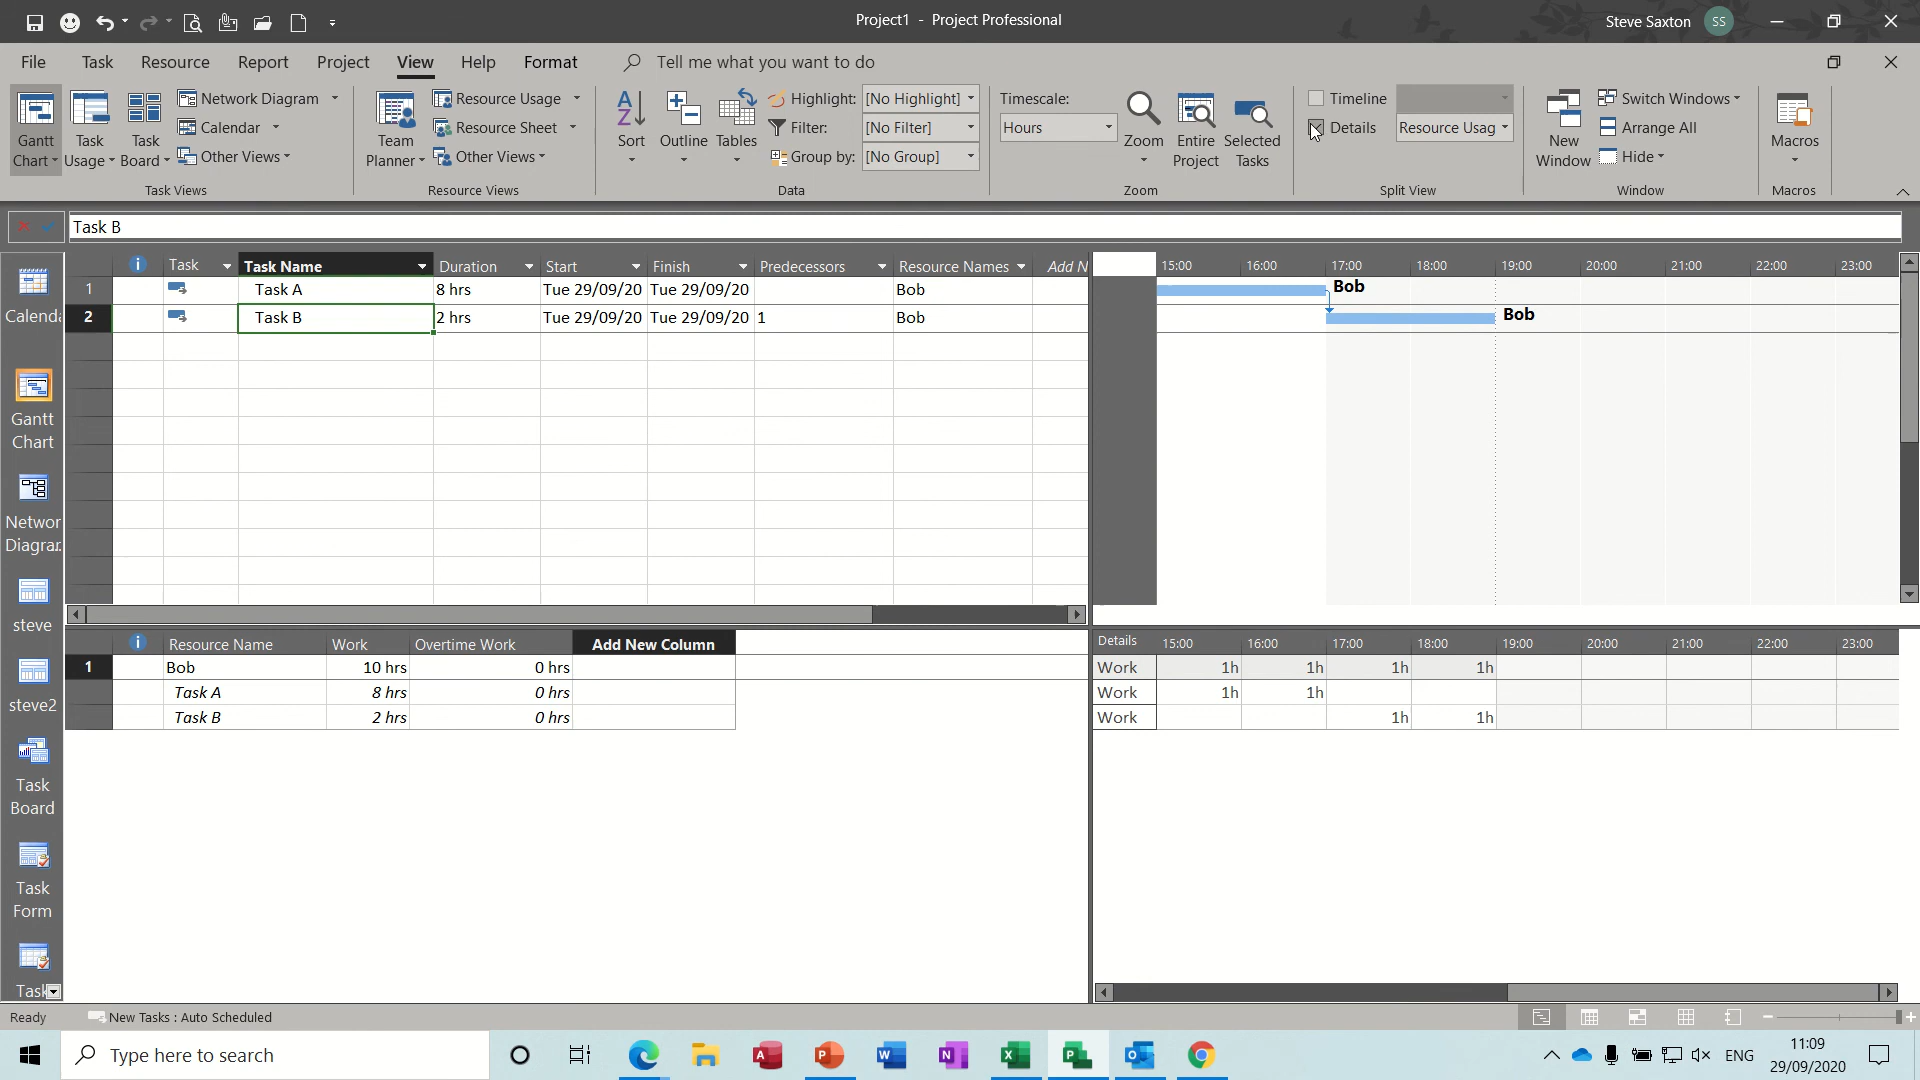 Project1 - Project Professional
Steve Saxton SS
File Task Resource Report Project View Help Format Tell me what you want to do
Gantt Chart
Task Usage
Task Board
Network Diagram
Calendar
Other Views
Task Views
Team Planner
Resource Usage
Resource Sheet
Other Views
Resource Views
Sort
Outline
Tables
Highlight: [No Highlight]
Filter: [No Filter]
Group by: [No Group]
Data
Timescale:
Hours
Zoom
Entire Project
Selected Tasks
Zoom
Timeline
Details Resource Usag
Split View
New Window
Switch Windows
Arrange All
Hide
Window
Macros
Macros
Task B
Task Task Name Duration Start Finish Predecessors Resource Names Add N
1 Task A 8 hrs Tue 29/09/20 Tue 29/09/20 Bob
2 Task B 2 hrs Tue 29/09/20 Tue 29/09/20 1 Bob
15:00 16:00 17:00 18:00 19:00 20:00 21:00 22:00 23:00
Bob
Bob
Calenda
Gantt
Chart
Networ
Diagrar
steve
steve2
Task
Board
Task
Form
Task
Resource Name Work Overtime Work Add New Column
1 Bob 10 hrs 0 hrs
Task A 8 hrs 0 hrs
Task B 2 hrs 0 hrs
Details 15:00 16:00 17:00 18:00 19:00 20:00 21:00 22:00 23:00
Work 1h 1h 1h 1h
Work 1h 1h
Work 1h 1h
Ready New Tasks : Auto Scheduled
Type here to search
ENG
11:09
29/09/2020